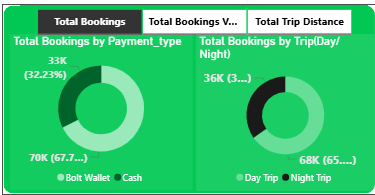 Total Bookings
Total Bookings V...
Total Trip Distance
Total Bookings by Payment_type
33K
(32.23%)
70K (67.7...)
Bolt Wallet
Cash
Total Bookings by Trip(Day/
Night)
36K (3...)
68K (65....)
Day Trip
Night Trip